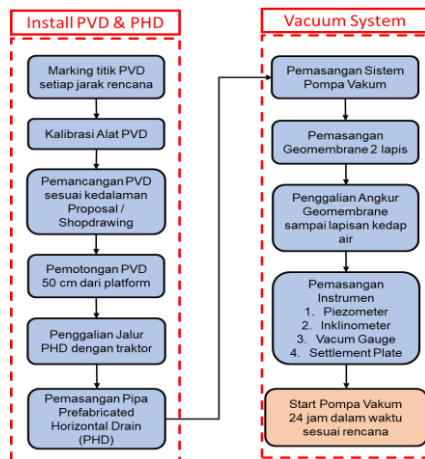 Install PVD & PHD
Marking titik PVD
setiap jarak rencana
Kalibrasi Alat PVD
Pemancangan PVD
sesuai kedalaman
Proposal /
Shopdrawing
Pemotongan PVD
50 cm dari platform
Penggalian Jalur
PHD dengan traktor
Pemasangan Pipa
Prefabricated
Horizontal Drain
(PHD)
Vacuum System
Pemasangan Sistem
Pompa Vakum
Pemasangan
Geomembrane 2 lapis
Penggalian Angkur
Geomembrane
sampai lapisan kedap
air
Pemasangan
Instrumen
1. Piezometer
2. Inklinometer
3. Vacum Gauge
4. Settlement Plate
Start Pompa Vakum
24 jam dalam waktu
sesuai rencana